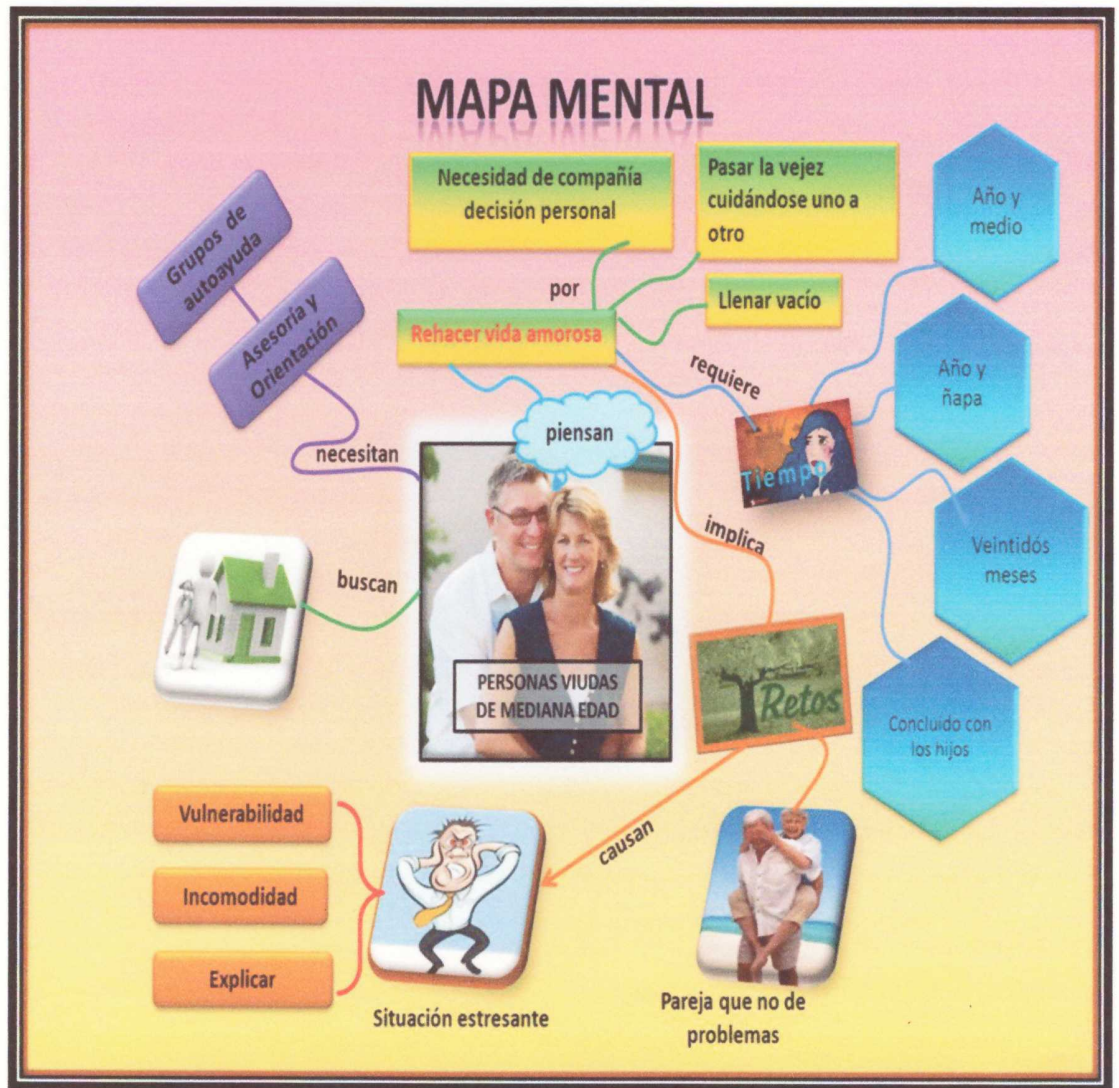 MAPA MENTAL
Necesidad de compañía
decisión personal
Pasar la vejez
cuidándose uno a
otro
Llenar vacío
por
Rehacer vida amorosa
requiere
Tiempo
Año y
medio
Año y
ñapa
Veintidós
meses
Concluido con
los hijos
Grupos de
autoayuda
Asesoría y
Orientación
necesitan
piensan
buscan
PERSONAS VIUDAS
DE MEDIANA EDAD
implica
Retos
causan
Vulnerabilidad
Incomodidad
Explicar
Situación estresante
Pareja que no de
problemas